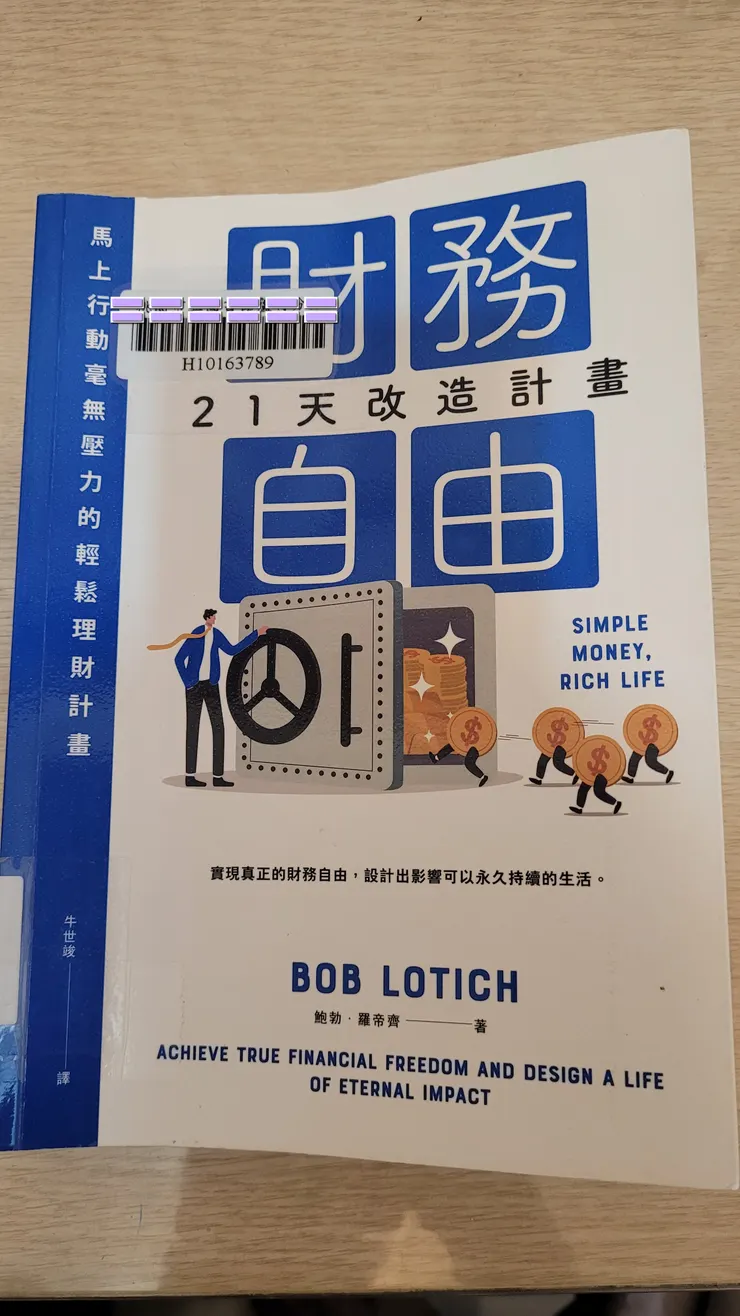 馬上行動毫無壓力的輕鬆理財計畫
財務
H10163789
21天改造計畫
自由
SIMPLE
MONEY,
RICH LIFE
實現真正的財務自由，設計出影響可以永久持續的生活。
BOB LOTICH
鮑勃·羅帝齊——著
ACHIEVE TRUE FINANCIAL FREEDOM AND DESIGN A LIFE
OF ETERNAL IMPACT
牛世竣——譯